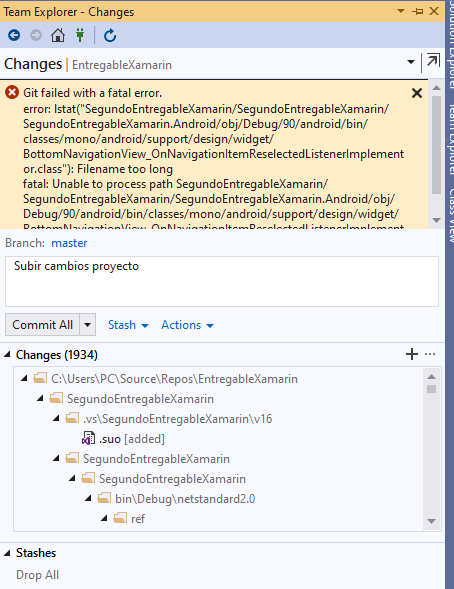 Team Explorer - Changes
Changes | EntregableXamarin
Git failed with a fatal error.
error: lstat("SegundoEntregableXamarin/SegundoEntregableXamarin/
SegundoEntregableXamarin.Android/obj/Debug/90/android/bin/
classes/mono/android/support/design/widget/
BottomNavigationView_OnNavigationItemReselectedListenerImplement
or.class"): Filename too long
fatal: Unable to process path SegundoEntregableXamarin/
SegundoEntregableXamarin/SegundoEntregableXamarin.Android/obj/
Debug/90/android/bin/classes/mono/android/support/design/widget/
BottomNavigationView_OnNavigationItemReselectedListenerImplement
Branch: master
Subir cambios proyecto
Commit All
Stash
Actions
Changes (1934)
C:\Users\PC\Source\Repos\EntregableXamarin
SegundoEntregableXamarin
.vs\SegundoEntregableXamarin\v16
.suo [added]
SegundoEntregableXamarin
SegundoEntregableXamarin
bin\Debug\netstandard2.0
ref
Stashes
Drop All
Solution Explorer
Team Explorer
Class View